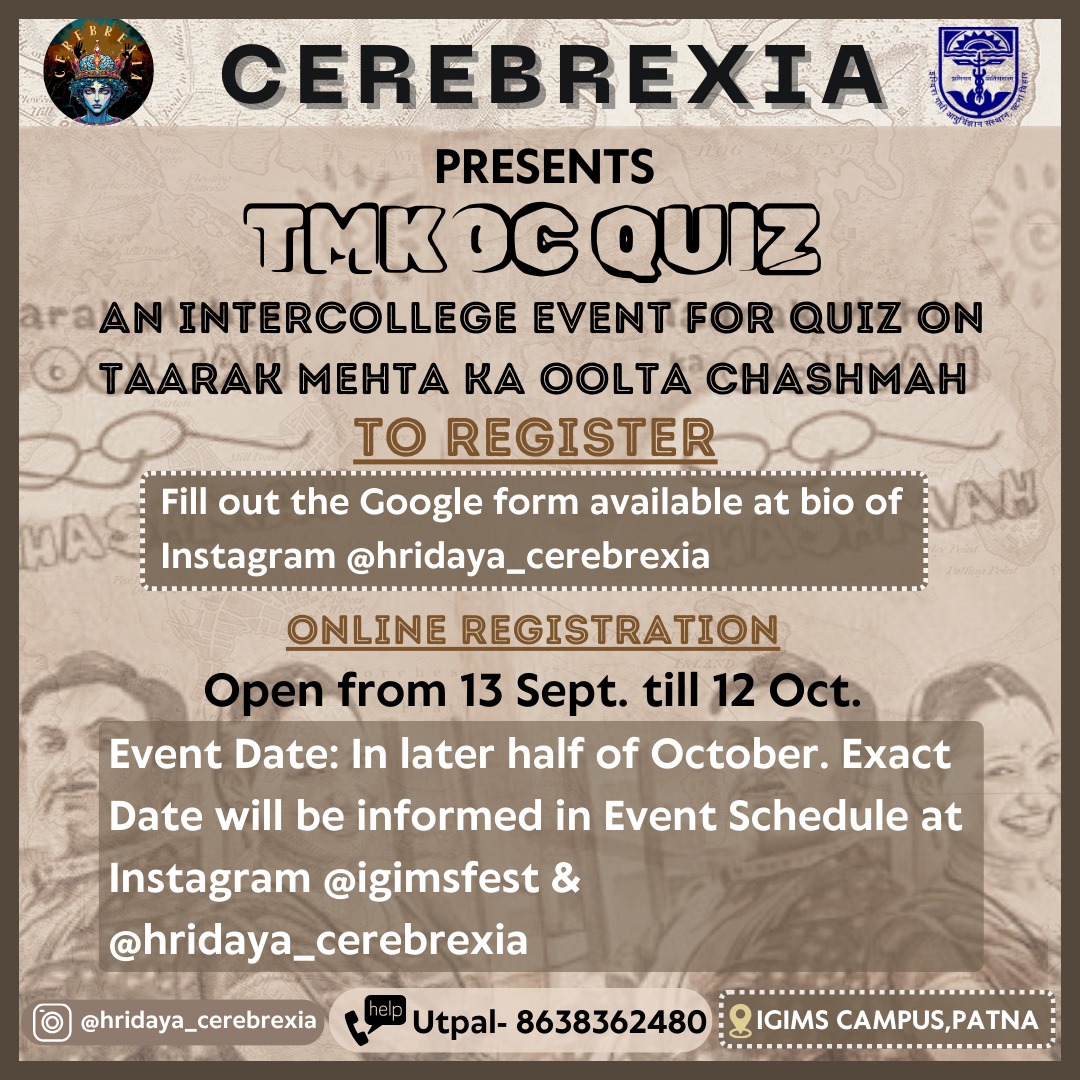 CEREBREXIA
CEREBREXIA
PRESENTS
TMKOC QUIZ
AN INTERCOLLEGE EVENT FOR QUIZ ON
TAARAK MEHTA KA OOLTA CHASHMAH
TO REGISTER
Fill out the Google form available at bio of
Instagram @hridaya_cerebrexia
ONLINE REGISTRATION
Open from 13 Sept. till 12 Oct.
Event Date: In later half of October. Exact
Date will be informed in Event Schedule at
Instagram @igimsfest &
@hridaya_cerebrexia
@hridaya_cerebrexia
help
Utpal- 8638362480
IGIMS CAMPUS,PATNA